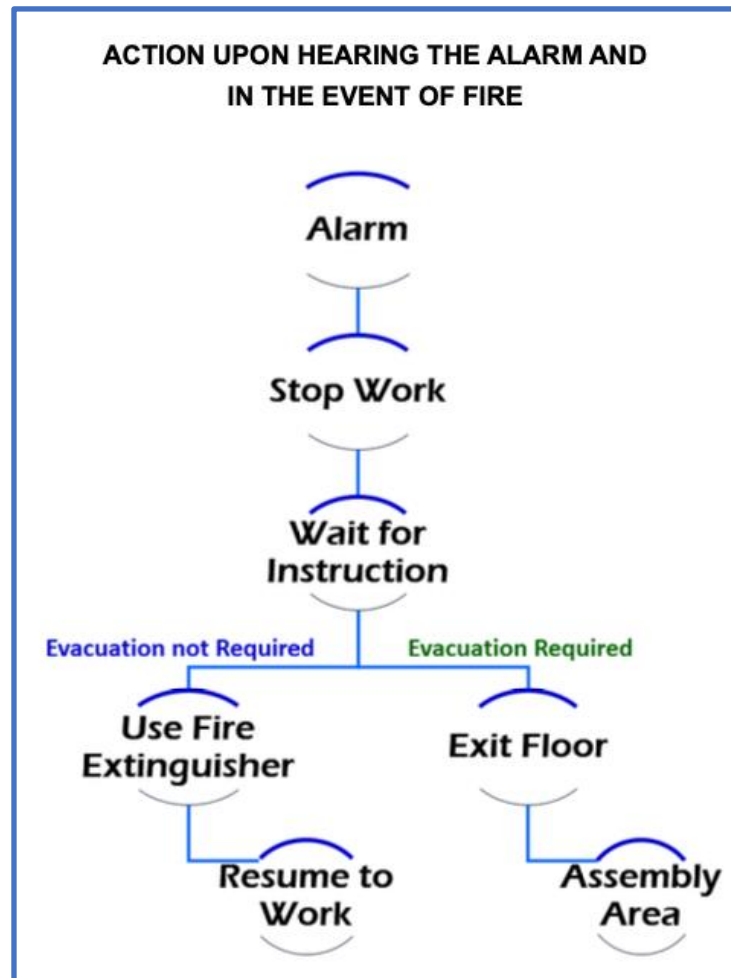 ACTION UPON HEARING THE ALARM AND
IN THE EVENT OF FIRE
Alarm
Stop Work
Wait for
Instruction
Evacuation not Required
Evacuation Required
Use Fire
Extinguisher
Exit Floor
Resume to
Work
Assembly
Area